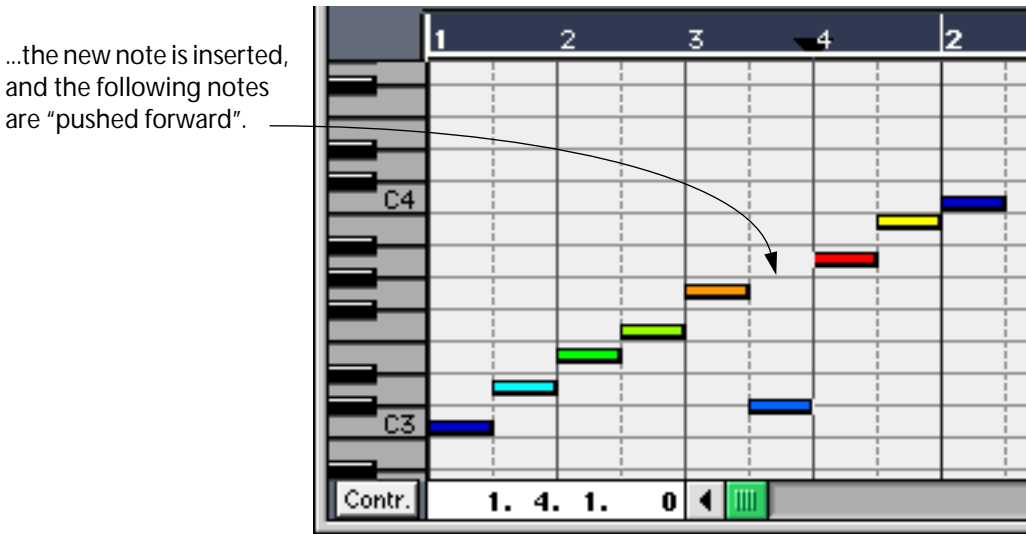 ...the new note is inserted,
and the following notes
are “pushed forward”.
1 2 3 4 2
C4
C3
Contr. 1. 4. 1. 0